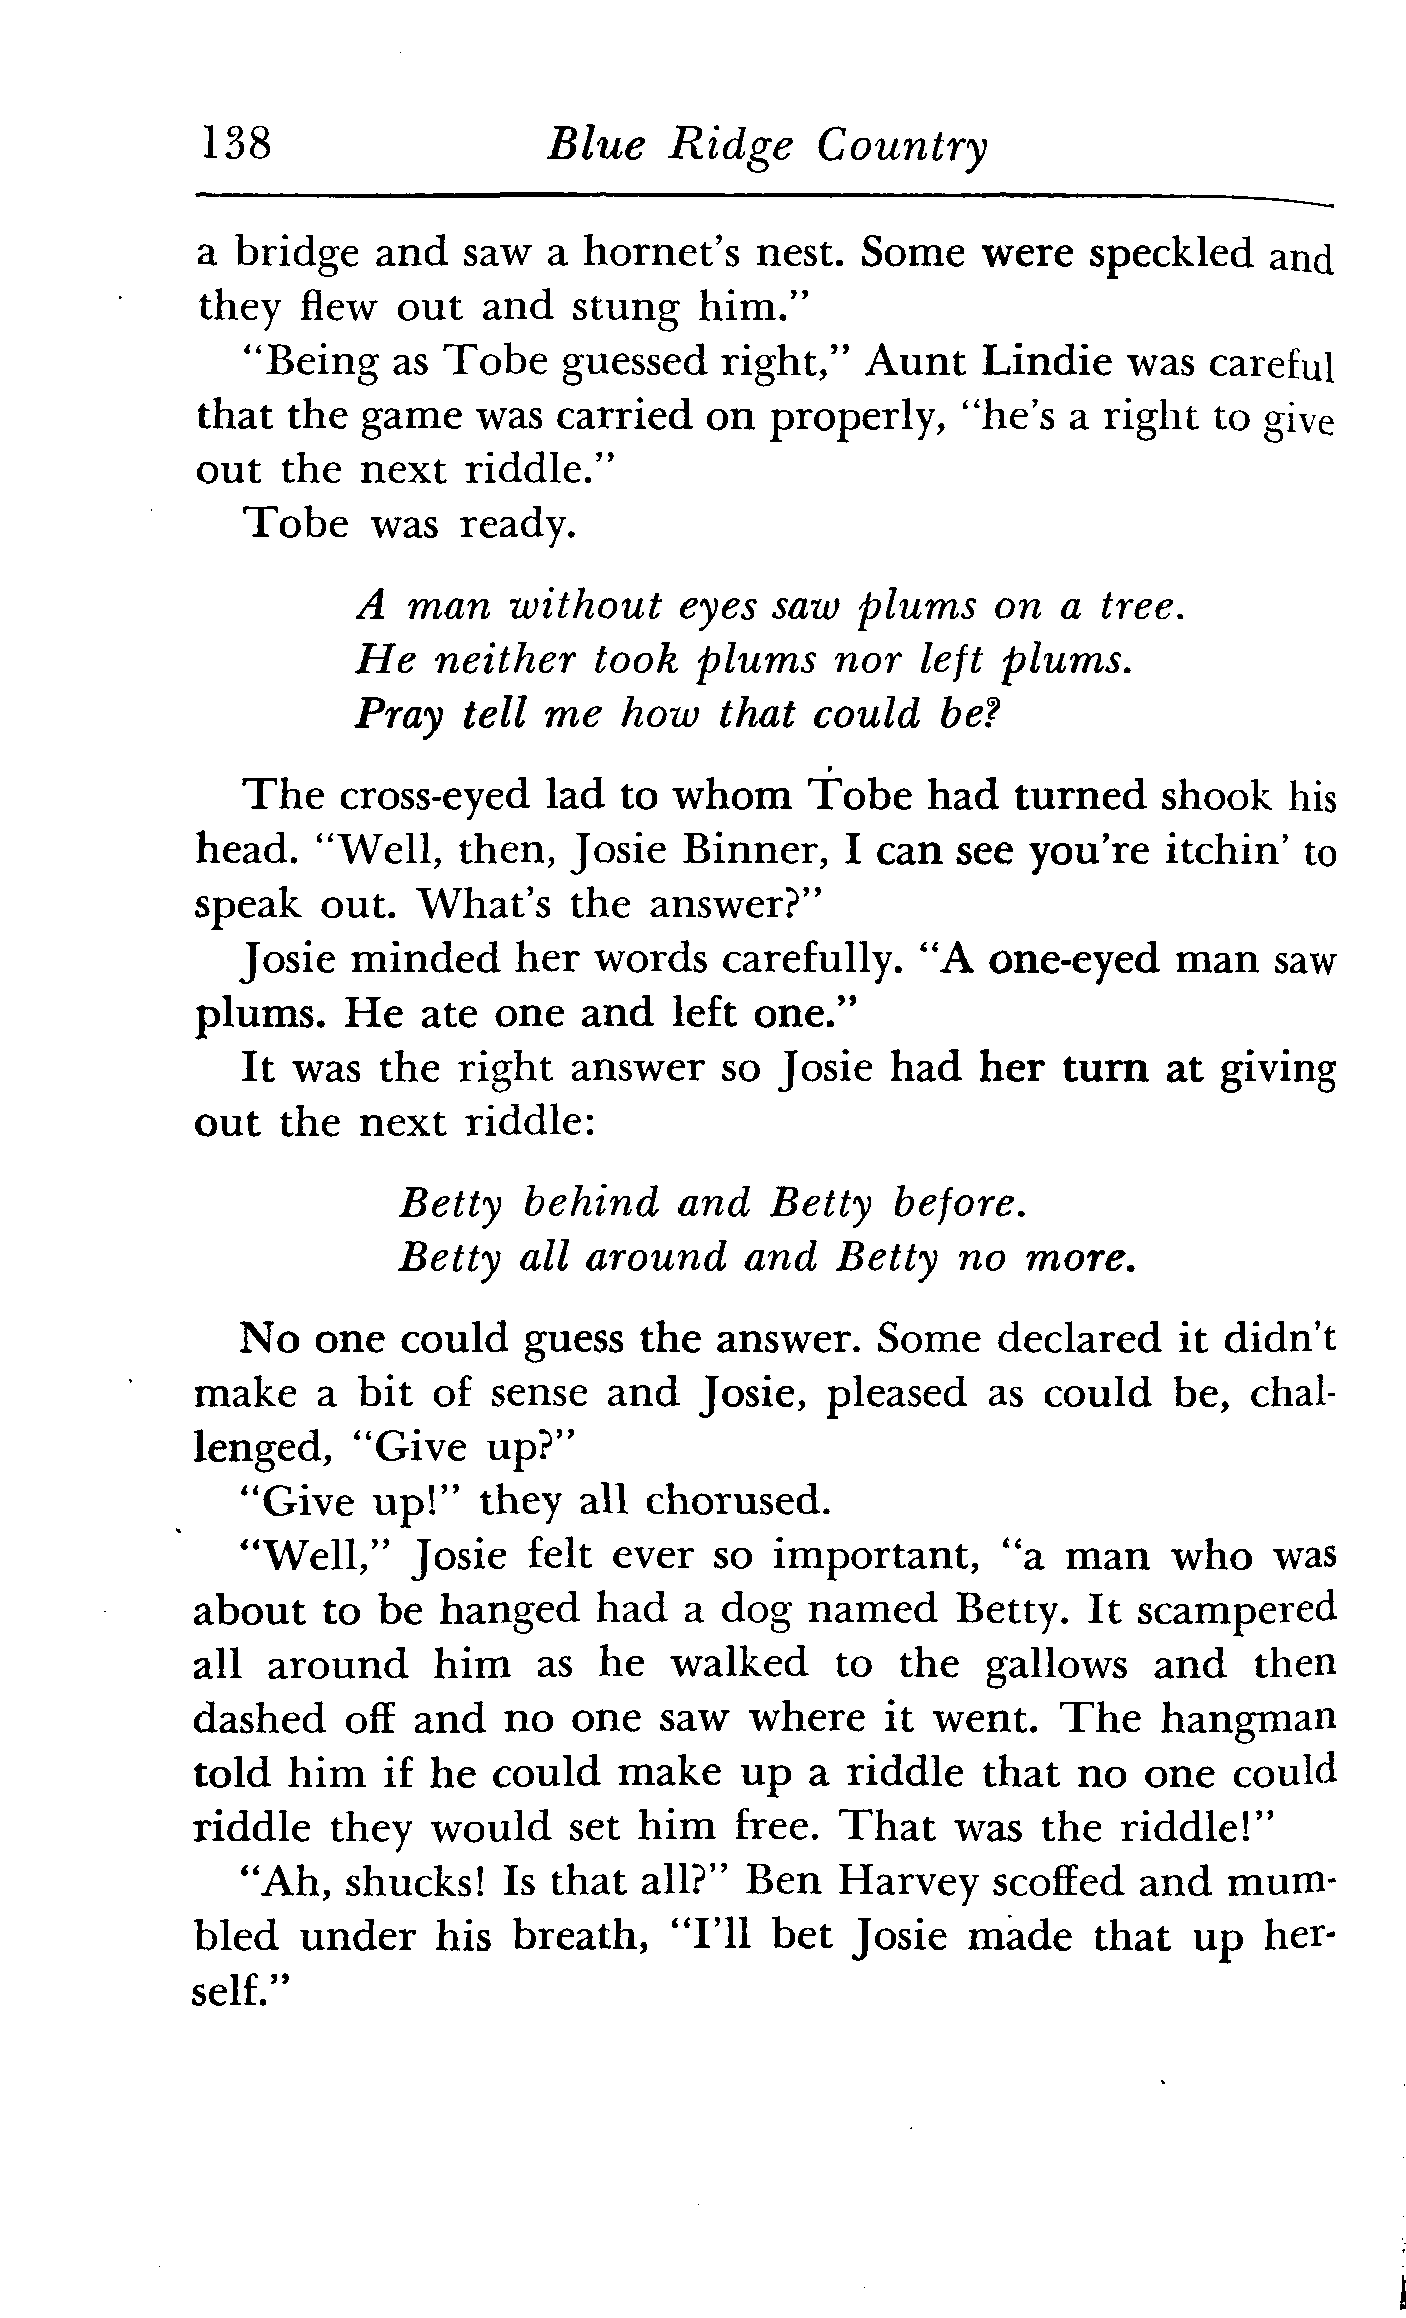 138 Blue Ridge Country
a bridge and saw a hornet's nest. Some were speckled and
they flew out and stung him."
"Being as Tobe guessed right," Aunt Lindie was careful
that the game was carried on properly, "he's a right to give
out the next riddle."
Tobe was ready.
A man without eyes saw plums on a tree.
He neither took plums nor left plums.
Pray tell me how that could be?
The cross-eyed lad to whom Tobe had turned shook his
head. "Well, then, Josie Binner, I can see you're itchin' to
speak out. What's the answer?"
Josie minded her words carefully. "A one-eyed man saw
plums. He ate one and left one."
It was the right answer so Josie had her turn at giving
out the next riddle:
Betty behind and Betty before.
Betty all around and Betty no more.
No one could guess the answer. Some declared it didn't
make a bit of sense and Josie, pleased as could be, chal-
lenged, "Give up?"
"Give up!" they all chorused.
"Well," Josie felt ever so important, "a man who was
about to be hanged had a dog named Betty. It scampered
all around him as he walked to the gallows and then
dashed off and no one saw where it went. The hangman
told him if he could make up a riddle that no one could
riddle they would set him free. That was the riddle!"
"Ah, shucks! Is that all?" Ben Harvey scoffed and mum-
bled under his breath, "I'll bet Josie made that up her-
self."